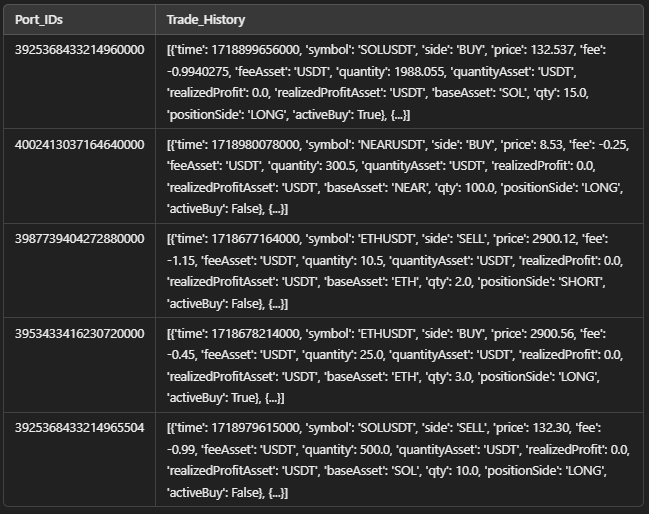 Port_IDs Trade_History
3925368433214960000 [{'time': 1718899656000, 'symbol': 'SOLUSDT', 'side': 'BUY', 'price': 132.537, 'fee':
-0.9940275, 'feeAsset': 'USDT', 'quantity': 1988.055, 'quantityAsset': 'USDT',
'realizedProfit': 0.0, 'realizedProfitAsset': 'USDT', 'baseAsset': 'SOL', 'qty': 15.0,
'positionSide': 'LONG', 'activeBuy': True}, {...}]
4002413037164640000 [{'time': 1718980078000, 'symbol': 'NEARUSDT', 'side': 'BUY', 'price': 8.53, 'fee': -0.25,
'feeAsset': 'USDT', 'quantity': 300.5, 'quantityAsset': 'USDT', 'realizedProfit': 0.0,
'realizedProfitAsset': 'USDT', 'baseAsset': 'NEAR', 'qty': 100.0, 'positionSide': 'LONG',
'activeBuy': False}, {...}]
3987739404272880000 [{'time': 1718677164000, 'symbol': 'ETHUSDT', 'side': 'SELL', 'price': 2900.12, 'fee':
-1.15, 'feeAsset': 'USDT', 'quantity': 10.5, 'quantityAsset': 'USDT', 'realizedProfit': 0.0,
'realizedProfitAsset': 'USDT', 'baseAsset': 'ETH', 'qty': 2.0, 'positionSide': 'SHORT',
'activeBuy': False}, {...}]
3953433416230720000 [{'time': 1718678214000, 'symbol': 'ETHUSDT', 'side': 'BUY', 'price': 2900.56, 'fee':
-0.45, 'feeAsset': 'USDT', 'quantity': 25.0, 'quantityAsset': 'USDT', 'realizedProfit': 0.0,
'realizedProfitAsset': 'USDT', 'baseAsset': 'ETH', 'qty': 3.0, 'positionSide': 'LONG',
'activeBuy': True}, {...}]
3925368433214965504 [{'time': 1718979615000, 'symbol': 'SOLUSDT', 'side': 'SELL', 'price': 132.30, 'fee':
-0.99, 'feeAsset': 'USDT', 'quantity': 500.0, 'quantityAsset': 'USDT', 'realizedProfit': 0.0,
'realizedProfitAsset': 'USDT', 'baseAsset': 'SOL', 'qty': 10.0, 'positionSide': 'LONG',
'activeBuy': False}, {...}]